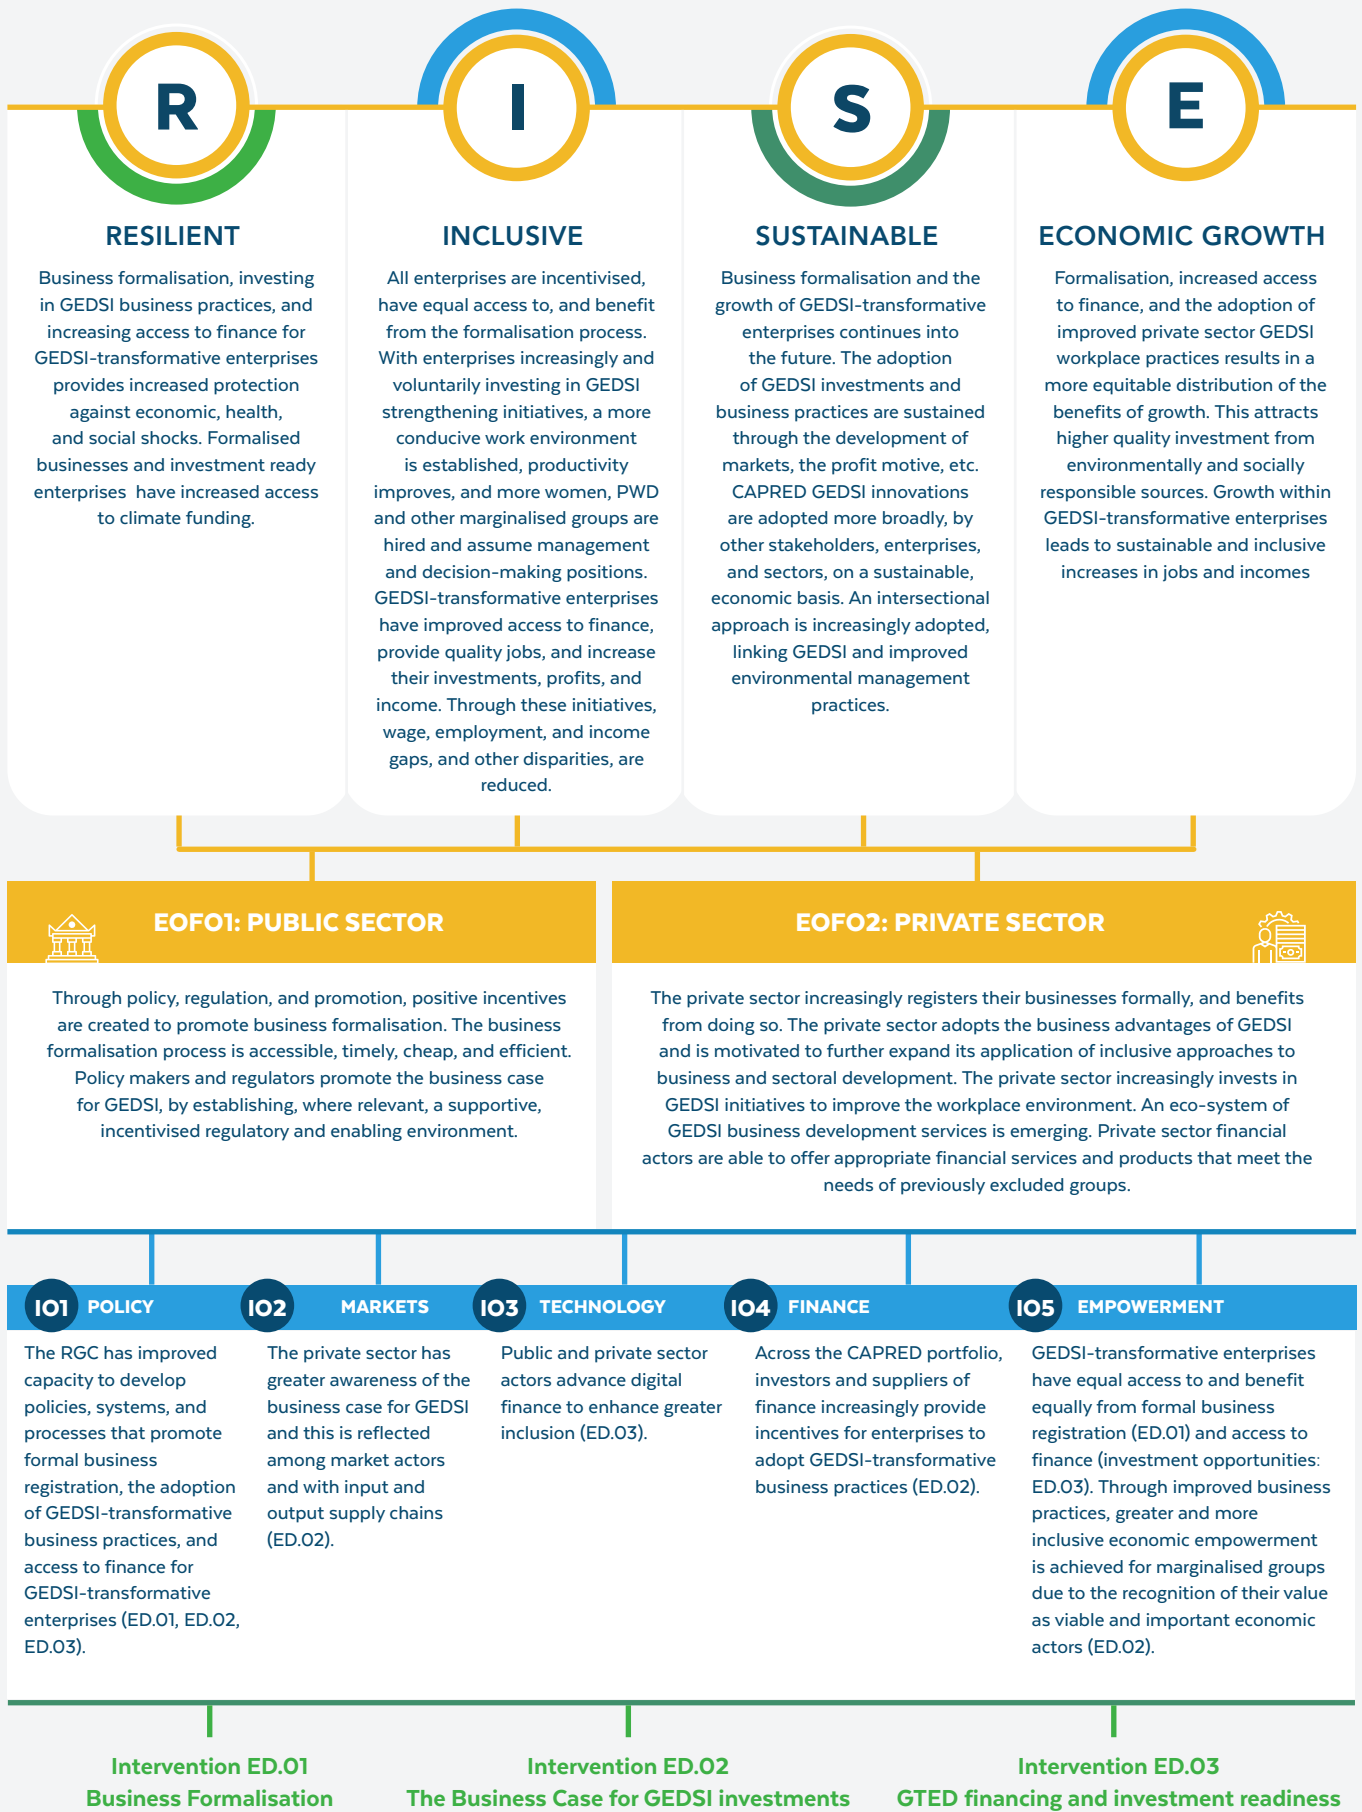 R
I
S
E
RESILIENT
Business formalisation, investing
in GEDSI business practices, and
increasing access to finance for
GEDSI-transformative enterprises
provides increased protection
against economic, health,
and social shocks. Formalised
businesses and investment ready
enterprises have increased access
to climate funding.
INCLUSIVE
All enterprises are incentivised,
have equal access to, and benefit
from the formalisation process.
With enterprises increasingly and
voluntarily investing in GEDSI
strengthening initiatives, a more
conducive work environment
is established, productivity
improves, and more women, PWD
and other marginalised groups are
hired and assume management
and decision-making positions.
GEDSI-transformative enterprises
have improved access to finance,
provide quality jobs, and increase
their investments, profits, and
income. Through these initiatives,
wage, employment, and income
gaps, and other disparities, are
reduced.
SUSTAINABLE
Business formalisation and the
growth of GEDSI-transformative
enterprises continues into
the future. The adoption
of GEDSI investments and
business practices are sustained
through the development of
markets, the profit motive, etc.
CAPRED GEDSI innovations
are adopted more broadly, by
other stakeholders, enterprises,
and sectors, on a sustainable,
economic basis. An intersectional
approach is increasingly adopted,
linking GEDSI and improved
environmental management
practices.
ECONOMIC GROWTH
Formalisation, increased access
to finance, and the adoption of
improved private sector GEDSI
workplace practices results in a
more equitable distribution of the
benefits of growth. This attracts
higher quality investment from
environmentally and socially
responsible sources. Growth within
GEDSI-transformative enterprises
leads to sustainable and inclusive
increases in jobs and incomes
EOFO1: PUBLIC SECTOR
Through policy, regulation, and promotion, positive incentives
are created to promote business formalisation. The business
formalisation process is accessible, timely, cheap, and efficient.
Policy makers and regulators promote the business case
for GEDSI, by establishing, where relevant, a supportive,
incentivised regulatory and enabling environment.
EOFO2: PRIVATE SECTOR
The private sector increasingly registers their businesses formally, and benefits
from doing so. The private sector adopts the business advantages of GEDSI
and is motivated to further expand its application of inclusive approaches to
business and sectoral development. The private sector increasingly invests in
GEDSI initiatives to improve the workplace environment. An eco-system of
GEDSI business development services is emerging. Private sector financial
actors are able to offer appropriate financial services and products that meet the
needs of previously excluded groups.
IO1 POLICY
The RGC has improved
capacity to develop
policies, systems, and
processes that promote
formal business
registration, the adoption
of GEDSI-transformative
business practices, and
access to finance for
GEDSI-transformative
enterprises (ED.01, ED.02,
ED.03).
IO2 MARKETS
The private sector has
greater awareness of the
business case for GEDSI
and this is reflected
among market actors
and with input and
output supply chains
(ED.02).
IO3 TECHNOLOGY
Public and private sector
actors advance digital
finance to enhance greater
inclusion (ED.03).
IO4 FINANCE
Across the CAPRED portfolio,
investors and suppliers of
finance increasingly provide
incentives for enterprises to
adopt GEDSI-transformative
business practices (ED.02).
IO5 EMPOWERMENT
GEDSI-transformative enterprises
have equal access to and benefit
equally from formal business
registration (ED.01) and access to
finance (investment opportunities:
ED.03). Through improved business
practices, greater and more
inclusive economic empowerment
is achieved for marginalised groups
due to the recognition of their value
as viable and important economic
actors (ED.02).
Intervention ED.01
Business Formalisation
Intervention ED.02
The Business Case for GEDSI investments
Intervention ED.03
GTED financing and investment readiness